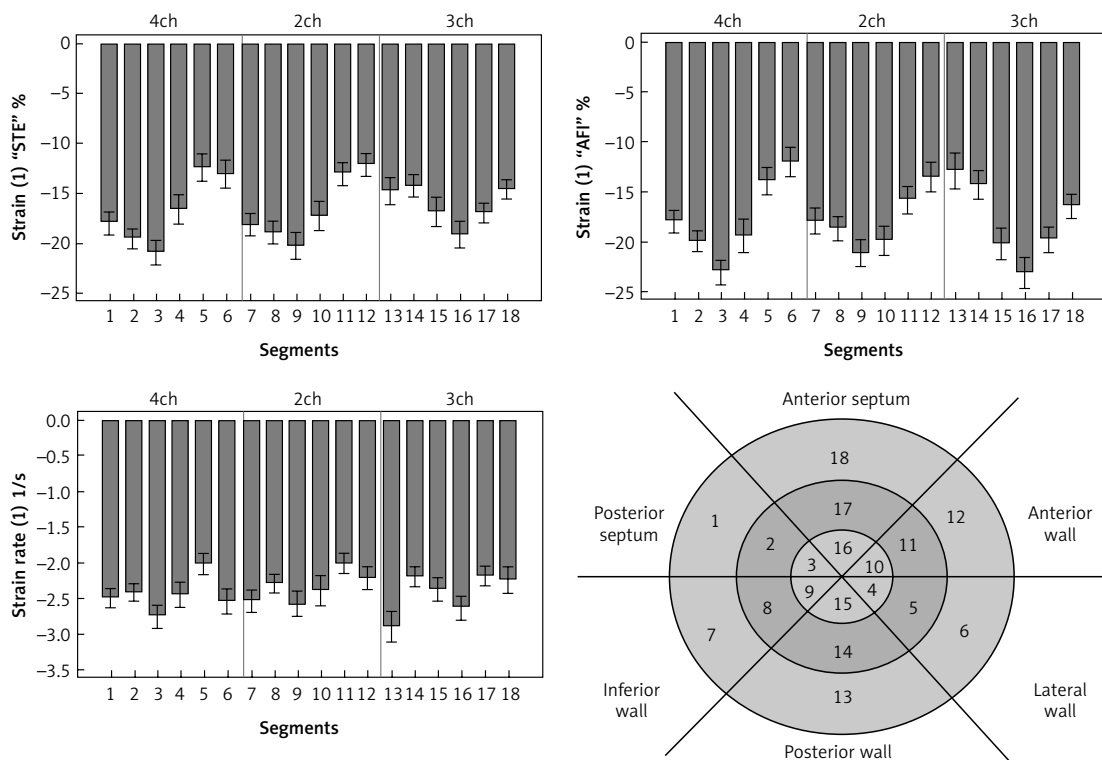 4ch 2ch 3ch
0
−5
−10
−15
−20
−25
Strain (1) “STE” %
1 2 3 4 5 6 7 8 9 10 11 12 13 14 15 16 17 18
Segments
4ch 2ch 3ch
0
−5
−10
−15
−20
−25
Strain (1) “AFI” %
1 2 3 4 5 6 7 8 9 10 11 12 13 14 15 16 17 18
Segments
4ch 2ch 3ch
0.0
−0.5
−1.0
−1.5
−2.0
−2.5
−3.0
−3.5
Strain rate (1) 1/s
1 2 3 4 5 6 7 8 9 10 11 12 13 14 15 16 17 18
Segments
Anterior septum
18
Posterior
septum
1
17
12
Anterior
wall
2
16
11
3
10
9
4
8
15
5
7
14
6
Inferior
wall
13
Lateral
wall
Posterior wall